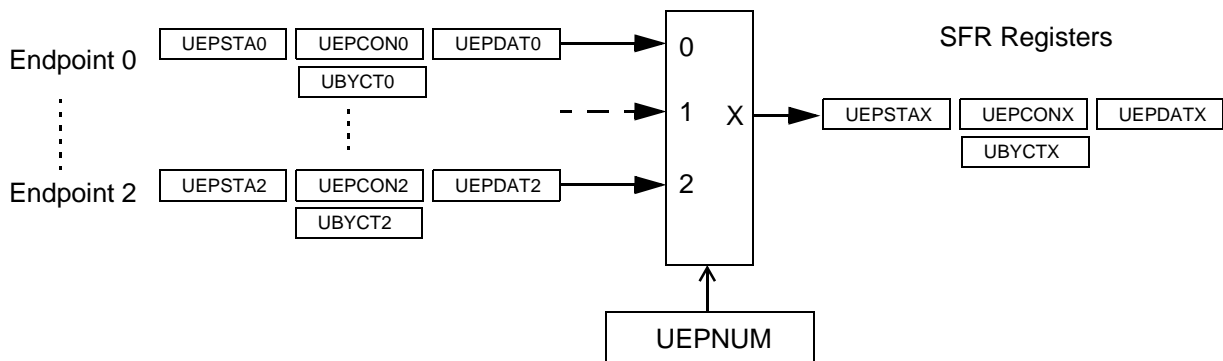 SFR Registers
Endpoint 0
UEPSTA0 UEPCON0 UEPDAT0
UBYCT0
0
1
X
UEPSTAX UEPCONX UEPDATX
UBYCTX
Endpoint 2
UEPSTA2 UEPCON2 UEPDAT2
UBYCT2
2
UEPNUM